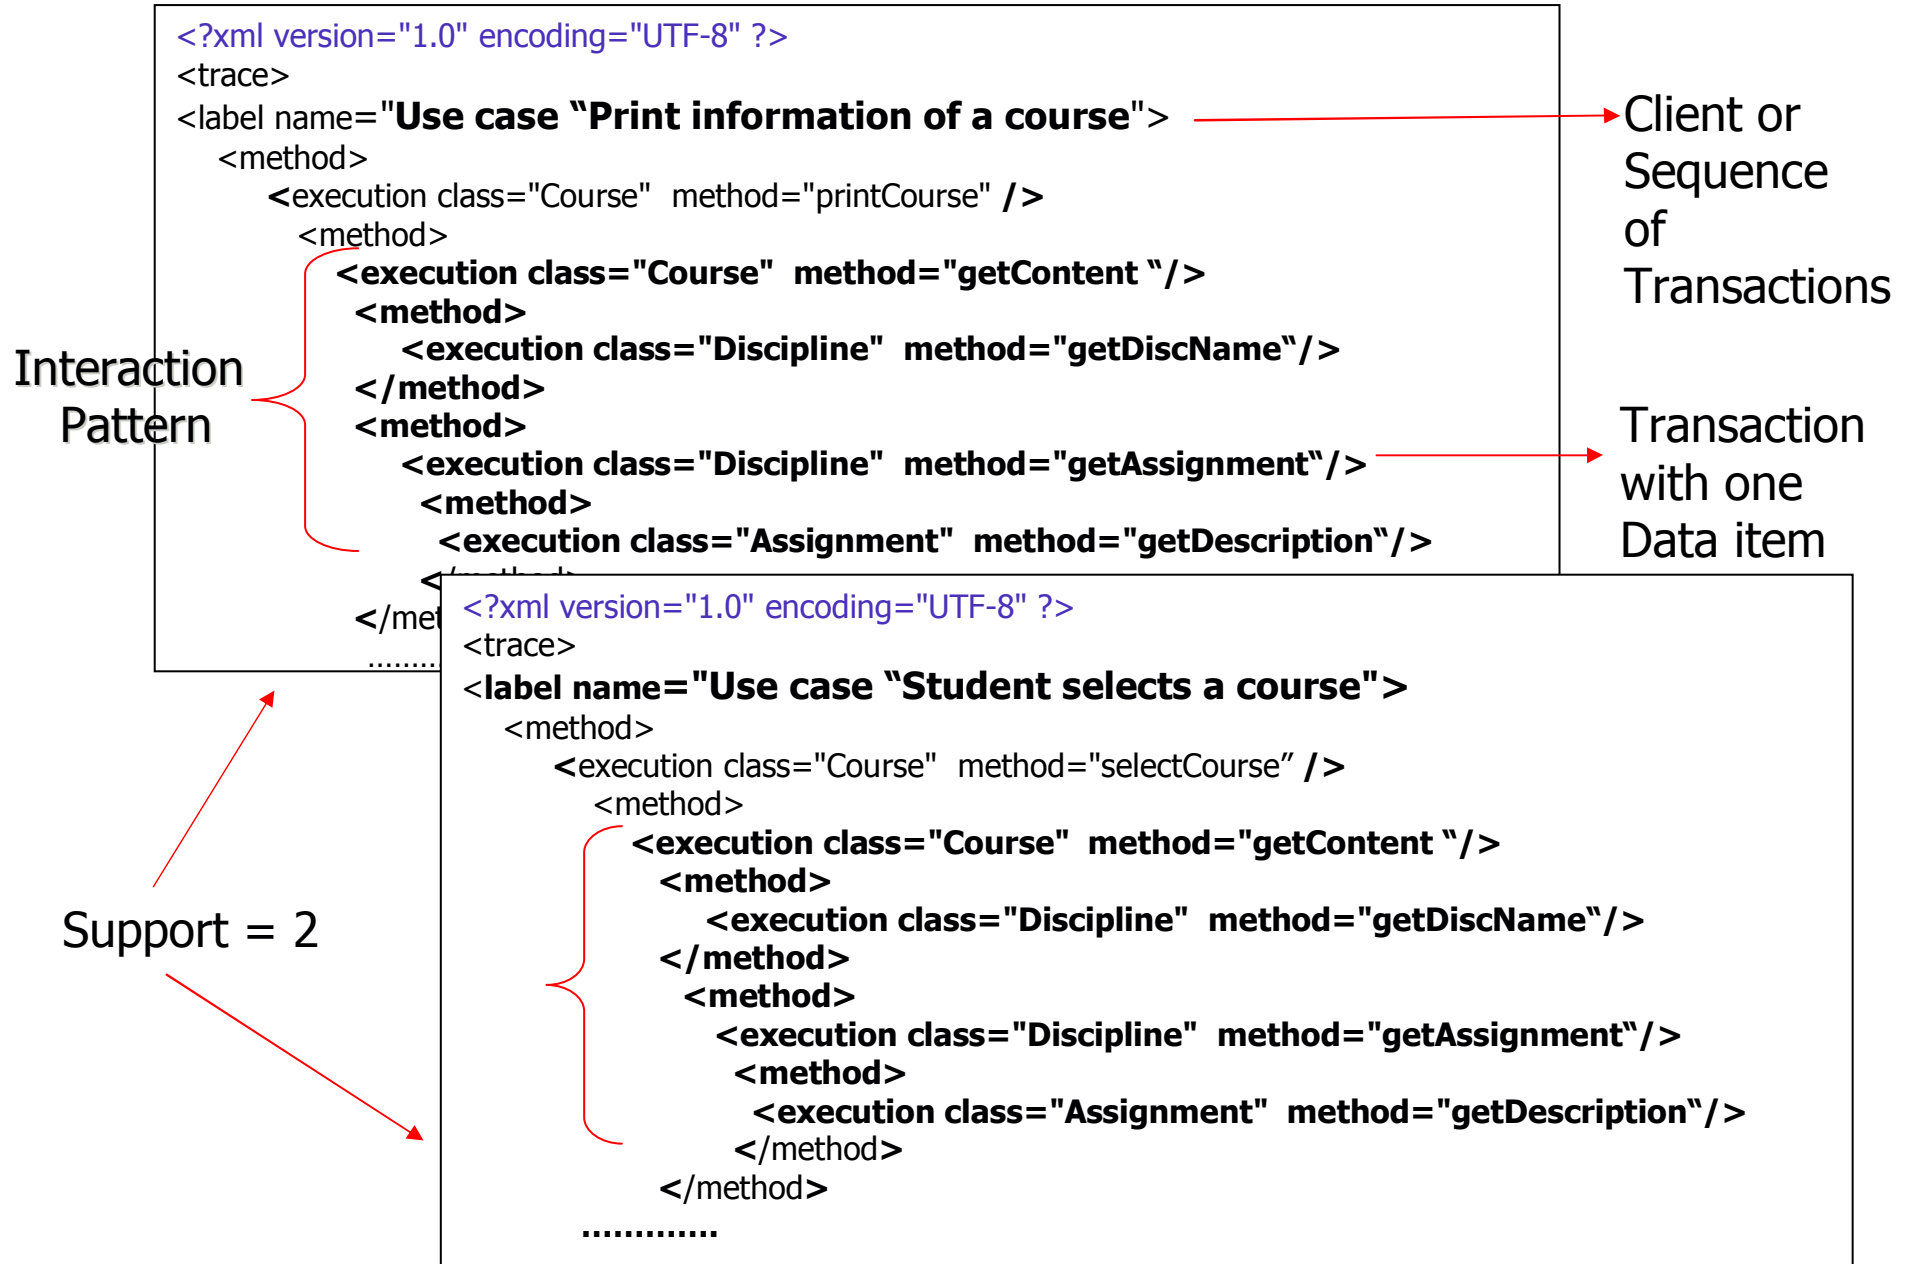 <?xml version="1.0" encoding="UTF-8" ?>
<trace>
<label name="Use case “Print information of a course">
<method>
<execution class="Course" method="printCourse" />
<method>
<execution class="Course" method="getContent “/>
<method>
<execution class="Discipline" method="getDiscName“/>
</method>
<method>
<execution class="Discipline" method="getAssignment“/>
<method>
<execution class="Assignment" method="getDescription“/>
</method>
</met
..........
Client or
Sequence
of
Transactions
Interaction
Pattern
Transaction
with one
Data item
<?xml version="1.0" encoding="UTF-8" ?>
<trace>
<label name="Use case “Student selects a course">
<method>
<execution class="Course" method="selectCourse” />
<method>
<execution class="Course" method="getContent “/>
<method>
<execution class="Discipline" method="getDiscName“/>
</method>
<method>
<execution class="Discipline" method="getAssignment“/>
<method>
<execution class="Assignment" method="getDescription“/>
</method>
</method>
.............
Support = 2